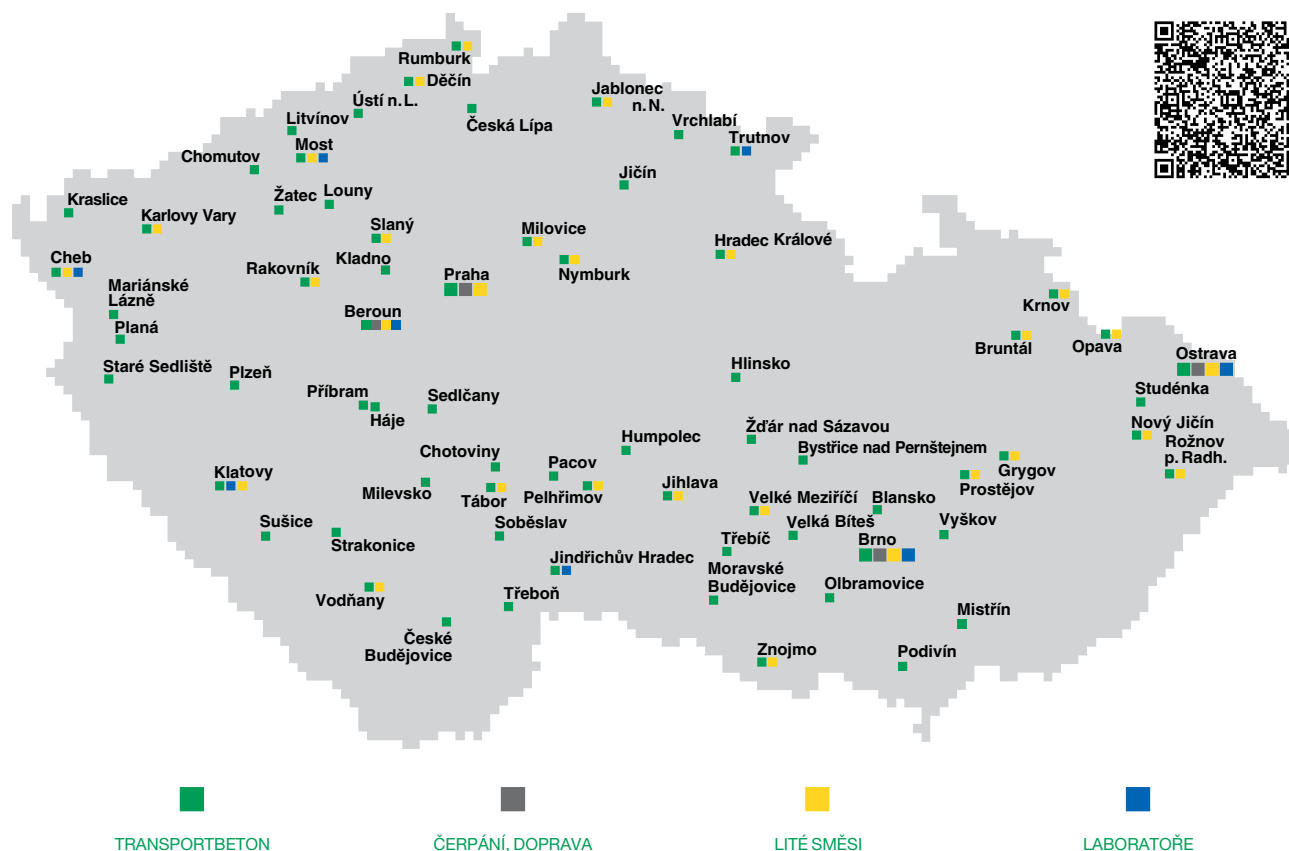 Rumburk
Děčín
Ústí n. L.
Česká Lípa
Jablonec
n. N.
Litvínov
Most
Vrchlabí
Trutnov
Chomutov
Jičín
Kraslice
Žatec
Louny
Karlovy Vary
Slaný
Milovice
Hradec Králové
Cheb
Rakovník
Kladno
Praha
Nymburk
Mariánské
Lázně
Beroun
Krnov
Planá
Bruntál
Opava
Ostrava
Staré Sedliště
Plzeň
Hlinsko
Studénka
Příbram
Háje
Sedlčany
Nový Jičín
Žďár nad Sázavou
Humpolec
Bystřice nad Pernštejnem
Rožnov
p. Radh.
Chotoviny
Pacov
Grygov
Klatovy
Milevsko
Tábor
Pelhřimov
Jihlava
Prostějov
Velké Meziříčí
Blansko
Sušice
Strakonice
Soběslav
Velká Bíteš
Vyškov
Třebíč
Brno
Jindřichův Hradec
Moravské
Budějovice
Olbramovice
Vodňany
Třeboň
Mistřín
České
Budějovice
Znojmo
Podivín
TRANSPORTBETON
ČERPÁNÍ, DOPRAVA
LITÉ SMĚSI
LABORATOŘE